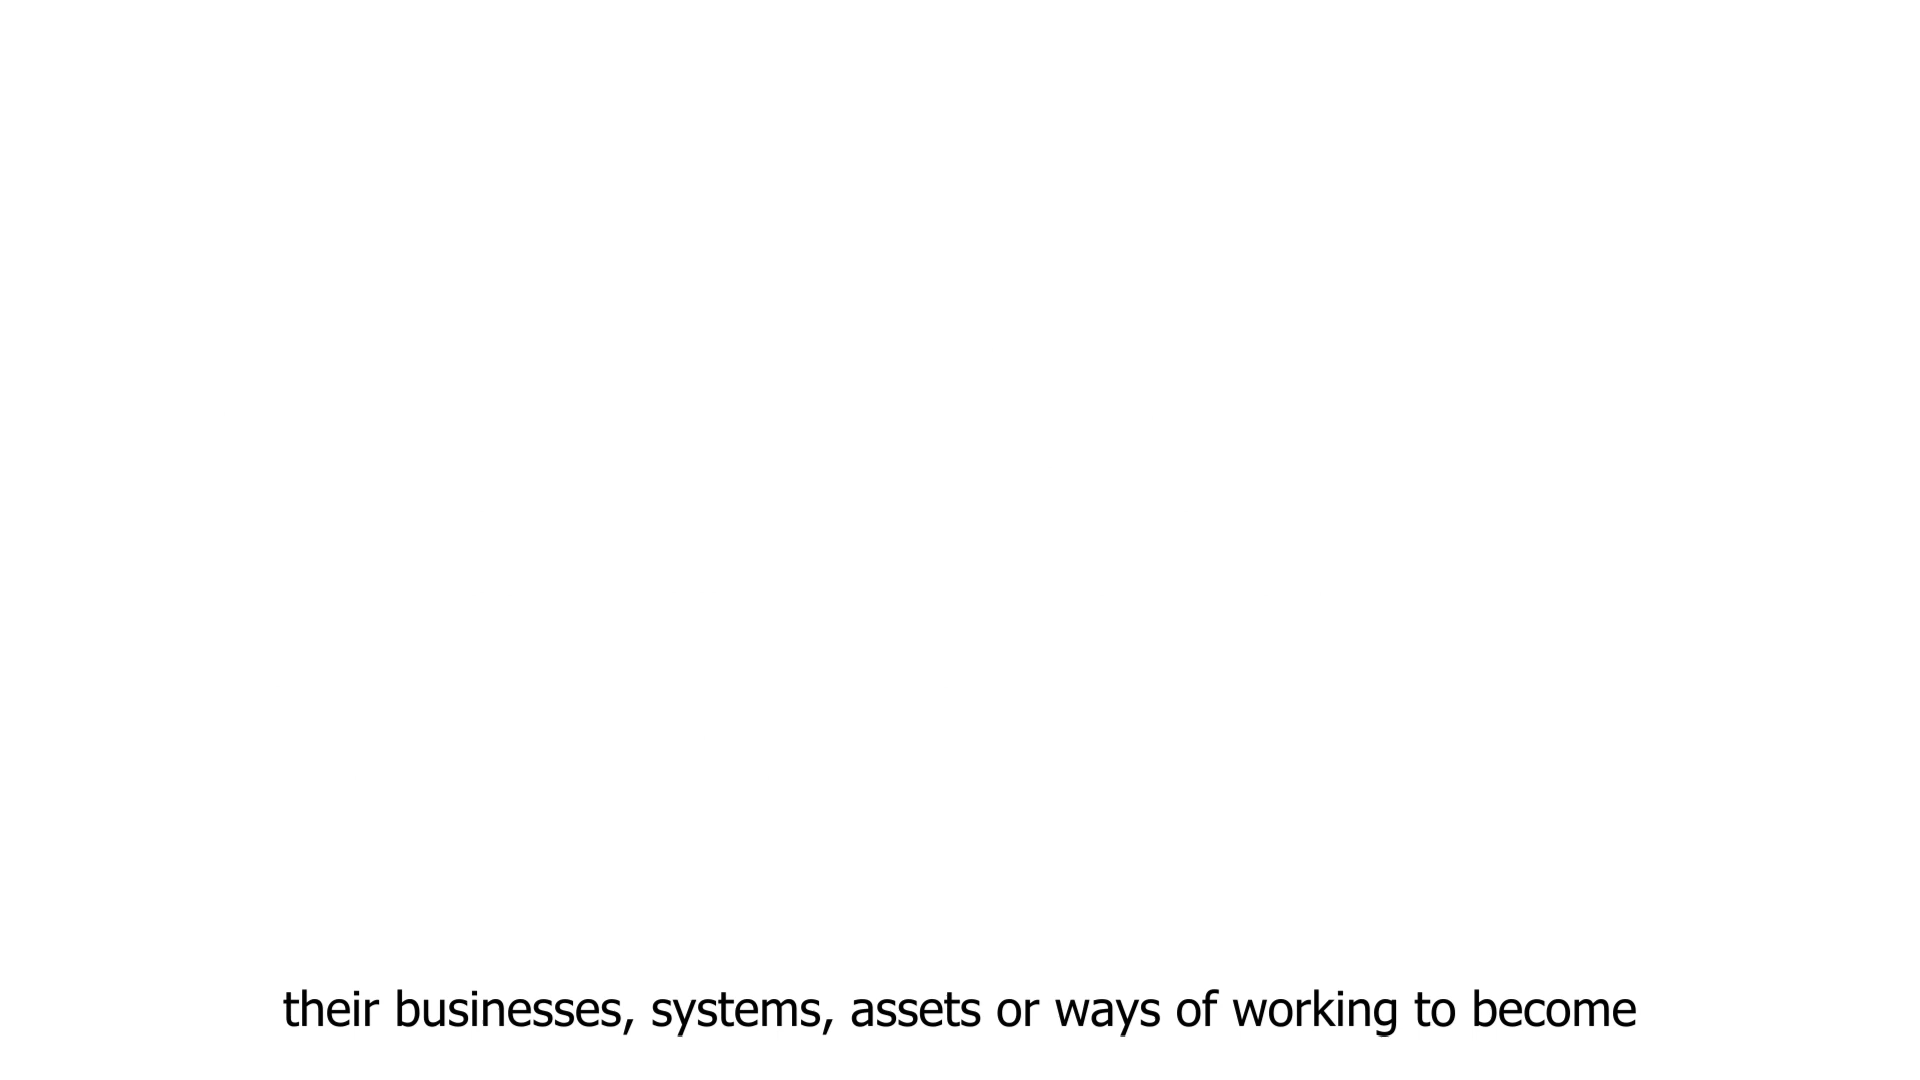 their businesses, systems, assets or ways of working to become